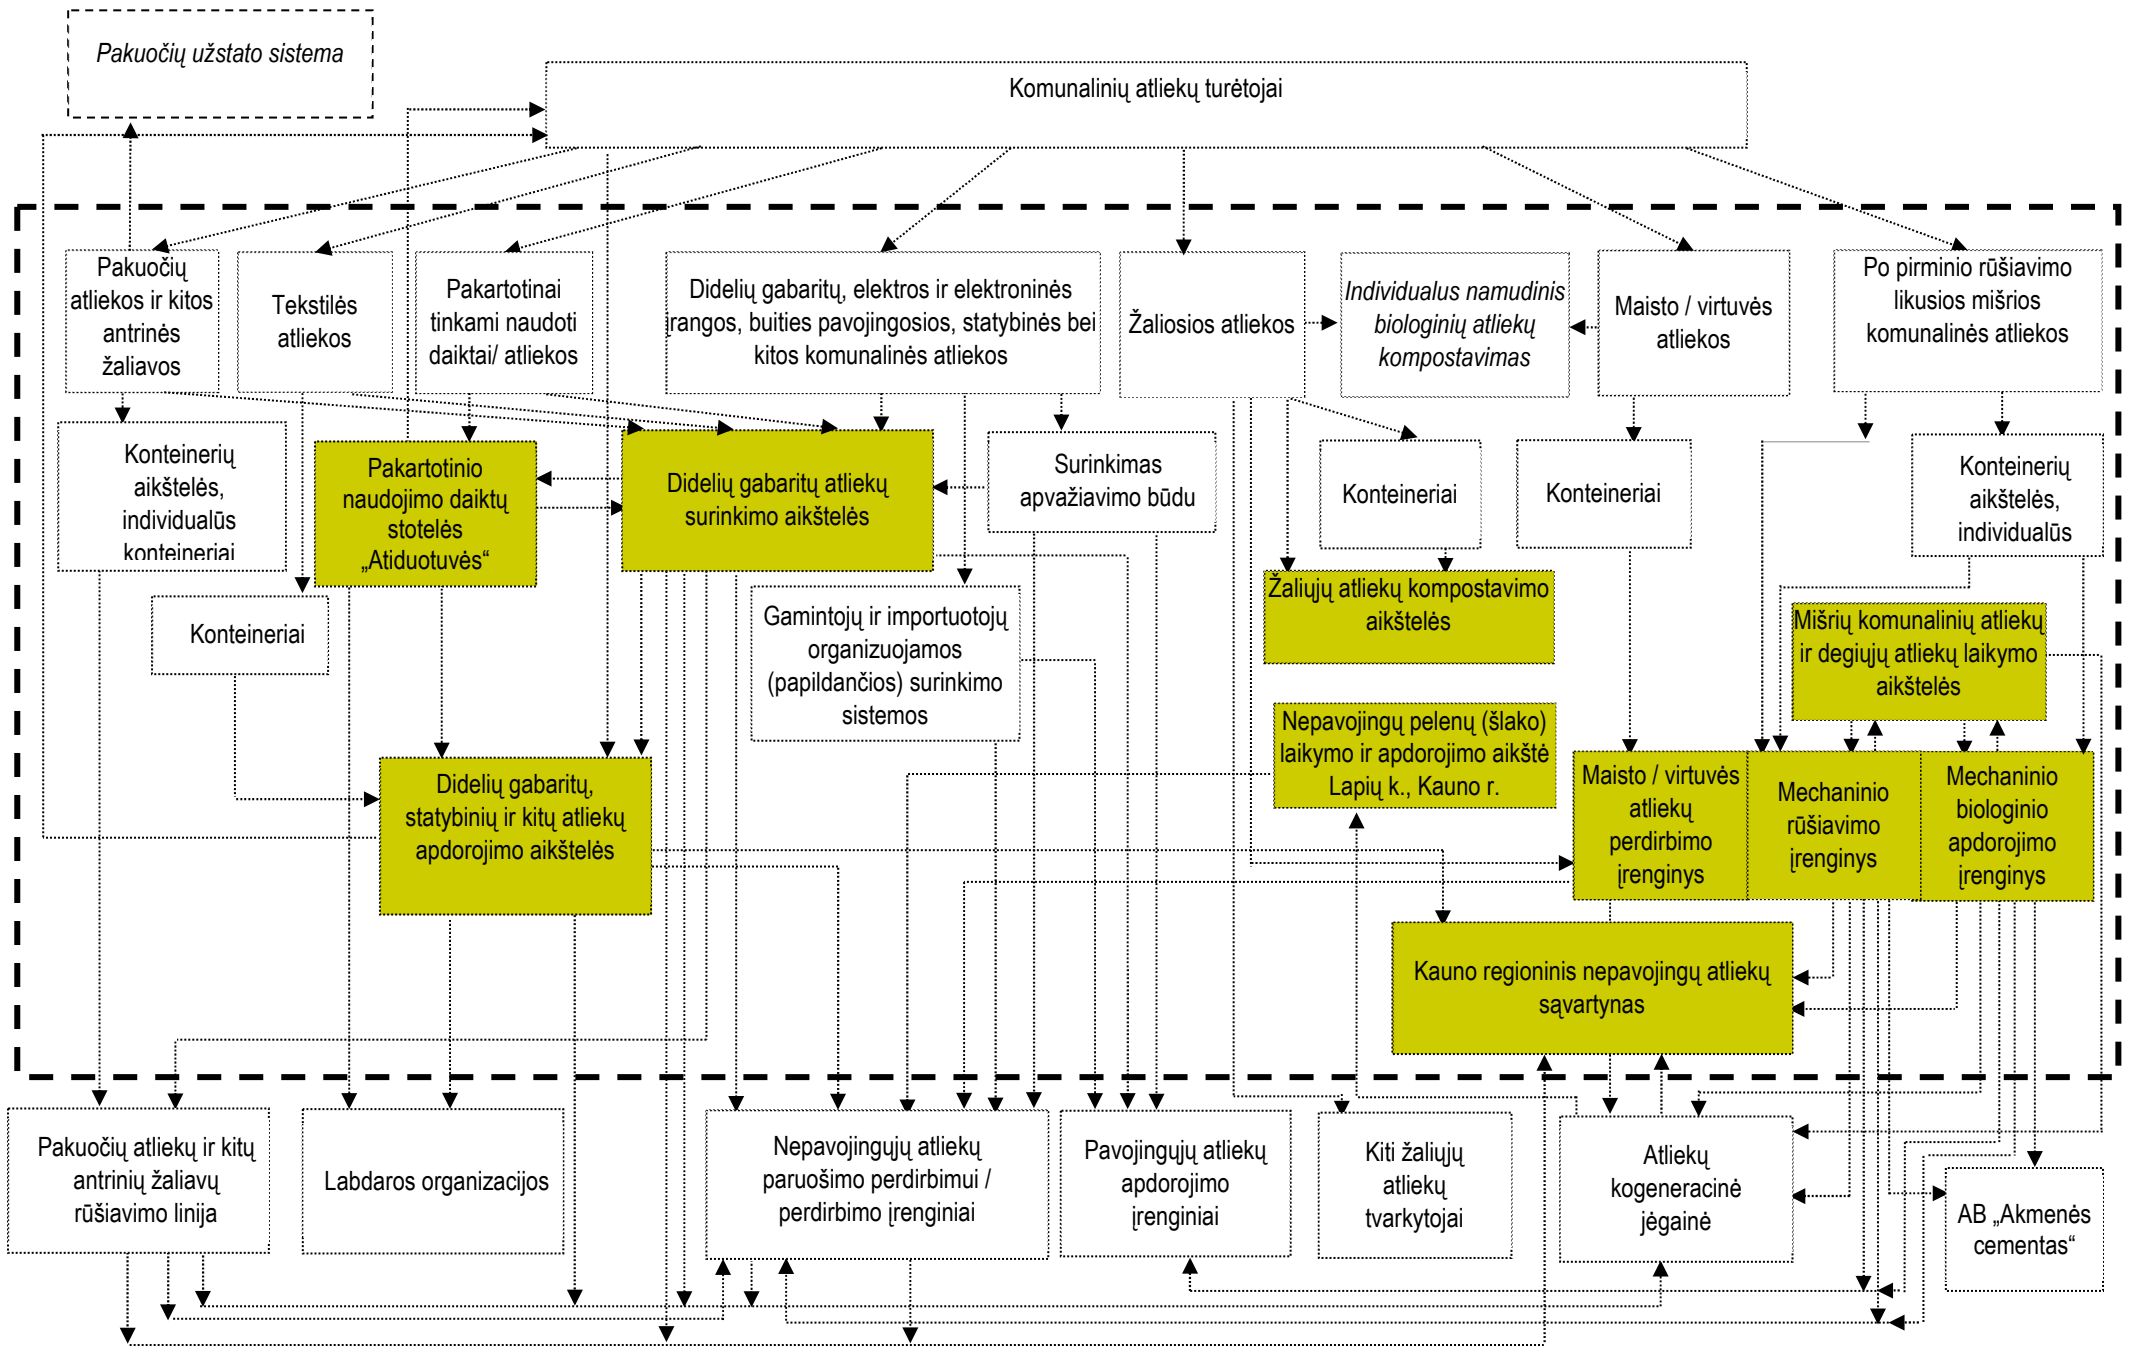 Pakuočių užstato sistema
Komunalinių atliekų turėtojai
Pakuočių
atliekos ir kitos
antrinės
žaliavos
Tekstilės
atliekos
Pakartotinai
tinkami naudoti
daiktai/ atliekos
Didelių gabaritų, elektros ir elektroninės
įrangos, buities pavojingosios, statybinės bei
kitos komunalinės atliekos
Žaliosios atliekos
Individualus namudinis
biologinių atliekų
kompostavimas
Maisto / virtuvės
atliekos
Po pirminio rūšiavimo
likusios mišrios
komunalinės atliekos
Konteinerių
aikštelės,
individualūs
konteineriai
Pakartotinio
naudojimo daiktų
stotelės
„Atiduotuvės“
Didelių gabaritų atliekų
surinkimo aikštelės
Surinkimas
apvažiavimo būdu
Konteineriai
Konteineriai
Konteinerių
aikštelės,
individualūs
Konteineriai
Gamintojų ir importuotojų
organizuojamos
(papildančios) surinkimo
sistemos
Žaliųjų atliekų kompostavimo
aikštelės
Mišrių komunalinių atliekų
ir degiųjų atliekų laikymo
aikštelės
Nepavojingų pelenų (šlako)
laikymo ir apdorojimo aikštė
Lapių k., Kauno r.
Didelių gabaritų,
statybinių ir kitų atliekų
apdorojimo aikštelės
Maisto / virtuvės
atliekų
perdirbimo
įrenginys
Mechaninio
rūšiavimo
įrenginys
Mechaninio
biologinio
apdorojimo
įrenginys
Kauno regioninis nepavojingų atliekų
sąvartynas
Pakuočių atliekų ir kitų
antrinių žaliavų
rūšiavimo linija
Labdaros organizacijos
Nepavojingųjų atliekų
paruošimo perdirbimui /
perdirbimo įrenginiai
Pavojingųjų atliekų
apdorojimo
įrenginiai
Kiti žaliųjų
atliekų
tvarkytojai
Atliekų
kogeneracinė
jėgainė
AB „Akmenės
cementas“